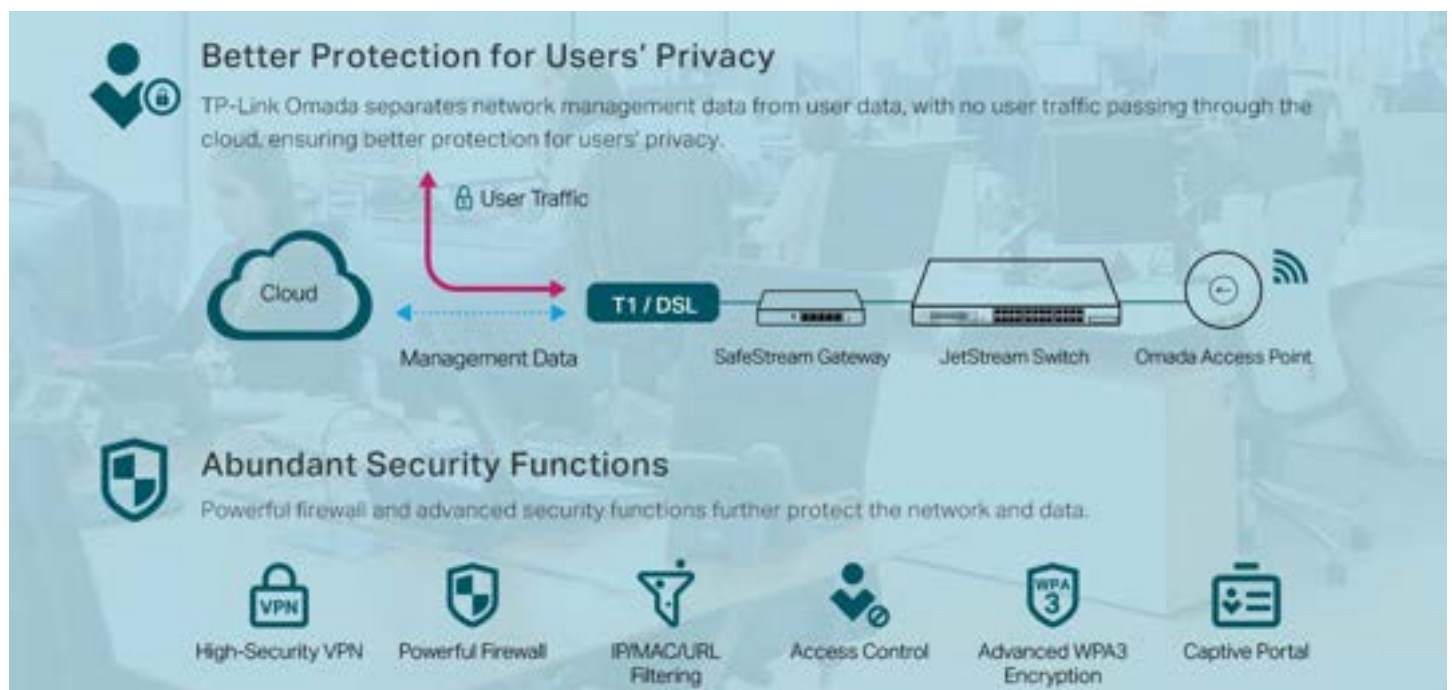 Better Protection for Users' Privacy
TP-Link Omada separates network management data from user data, with no user traffic passing through the
cloud, ensuring better protection for users' privacy.
User Traffic
Cloud
T1 / DSL
Management Data
SafeStream Gateway
JetStream Switch
Omada Access Point
Abundant Security Functions
Powerful firewall and advanced security functions further protect the network and data.
VPN
WPA
3
High-Security VPN
Powerful Firewall
IP/MAC/URL
Filtering
Access Control
Advanced WPA3
Encryption
Captive Portal